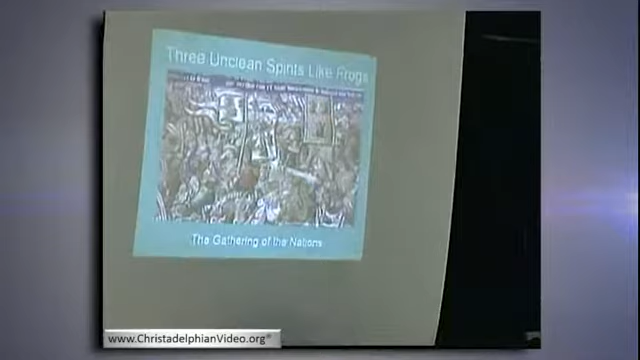 Three Unclean Spirits Like Frogs
The Gathering of the Nations
www.ChristadelphianVideo.org®